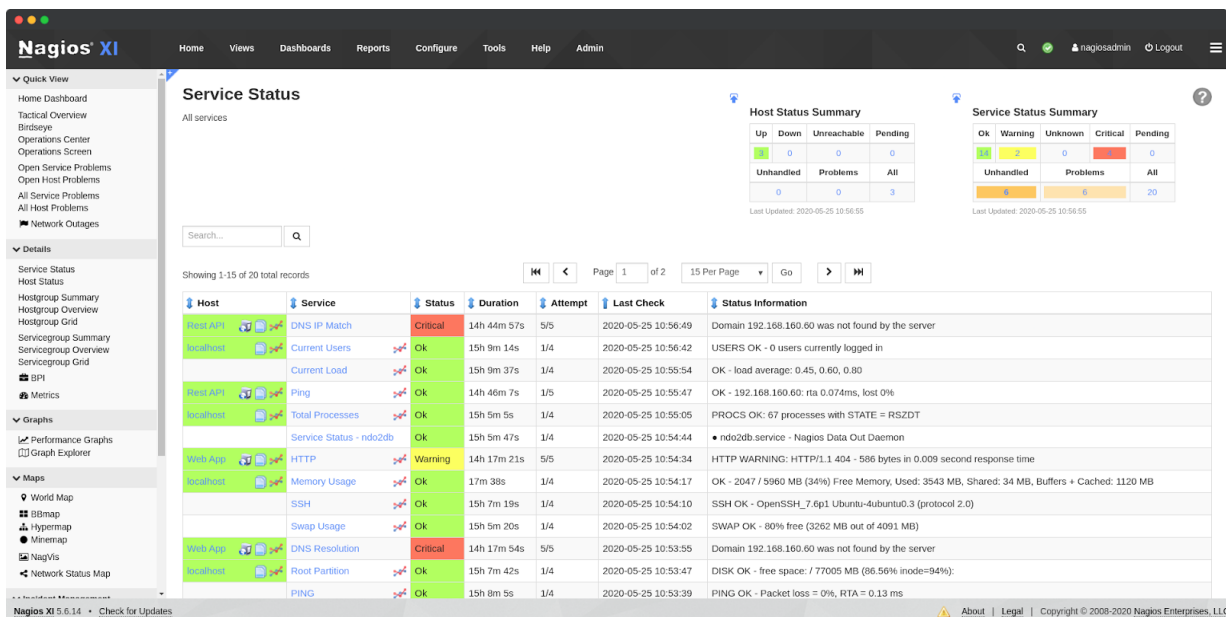 Nagios® XI
Home Views Dashboards Reports Configure Tools Help Admin
nagiosadmin Logout
Quick View
Home Dashboard
Tactical Overview
Birdseye
Operations Center
Operations Screen
Open Service Problems
Open Host Problems
All Service Problems
All Host Problems
Network Outages
Details
Service Status
Host Status
Hostgroup Summary
Hostgroup Overview
Hostgroup Grid
Servicegroup Summary
Servicegroup Overview
Servicegroup Grid
BPI
Metrics
Graphs
Performance Graphs
Graph Explorer
Maps
World Map
BBmap
Hypermap
Minemap
NagVis
Network Status Map
Service Status
All services
Host Status Summary
Up Down Unreachable Pending
3 0 0 0
Unhandled Problems All
0 0 3
Last Updated: 2020-05-25 10:56:55
Service Status Summary
Ok Warning Unknown Critical Pending
14 2 0 0
Unhandled Problems All
6 6 20
Last Updated: 2020-05-25 10:56:55
?
Search...
Showing 1-15 of 20 total records
Page 1 of 2 15 Per Page Go
Host Service Status Duration Attempt Last Check Status Information
Rest API DNS IP Match Critical 14h 44m 57s 5/5 2020-05-25 10:56:49 Domain 192.168.160.60 was not found by the server
localhost Current Users Ok 15h 9m 14s 1/4 2020-05-25 10:56:42 USERS OK - 0 users currently logged in
Current Load Ok 15h 9m 37s 1/4 2020-05-25 10:55:54 OK - load average: 0.45, 0.60, 0.80
Rest API Ping Ok 14h 46m 7s 1/5 2020-05-25 10:55:47 OK - 192.168.160.60: rta 0.074ms, lost 0%
localhost Total Processes Ok 15h 5m 5s 1/4 2020-05-25 10:55:05 PROCS OK: 67 processes with STATE = RSZDT
Service Status - ndo2db Ok 15h 5m 47s 1/4 2020-05-25 10:54:44 ● ndo2db.service - Nagios Data Out Daemon
Web App HTTP Warning 14h 17m 21s 5/5 2020-05-25 10:54:34 HTTP WARNING: HTTP/1.1 404 - 586 bytes in 0.009 second response time
localhost Memory Usage Ok 17m 38s 1/4 2020-05-25 10:54:17 OK - 2047 / 5960 MB (34%) Free Memory, Used: 3543 MB, Shared: 34 MB, Buffers + Cached: 1120 MB
SSH Ok 15h 7m 19s 1/4 2020-05-25 10:54:10 SSH OK - OpenSSH_7.6p1 Ubuntu-4ubuntu0.3 (protocol 2.0)
Swap Usage Ok 15h 5m 20s 1/4 2020-05-25 10:54:02 SWAP OK - 80% free (3262 MB out of 4091 MB)
Web App DNS Resolution Critical 14h 17m 54s 5/5 2020-05-25 10:53:55 Domain 192.168.160.60 was not found by the server
localhost Root Partition Ok 15h 7m 42s 1/4 2020-05-25 10:53:47 DISK OK - free space: / 77005 MB (86.56% inode=94%):
PING Ok 15h 8m 5s 1/4 2020-05-25 10:53:39 PING OK - Packet loss = 0%, RTA = 0.13 ms
Nagios XI 5.6.14 • Check for Updates
About | Legal | Copyright © 2008-2020 Nagios Enterprises, LLC